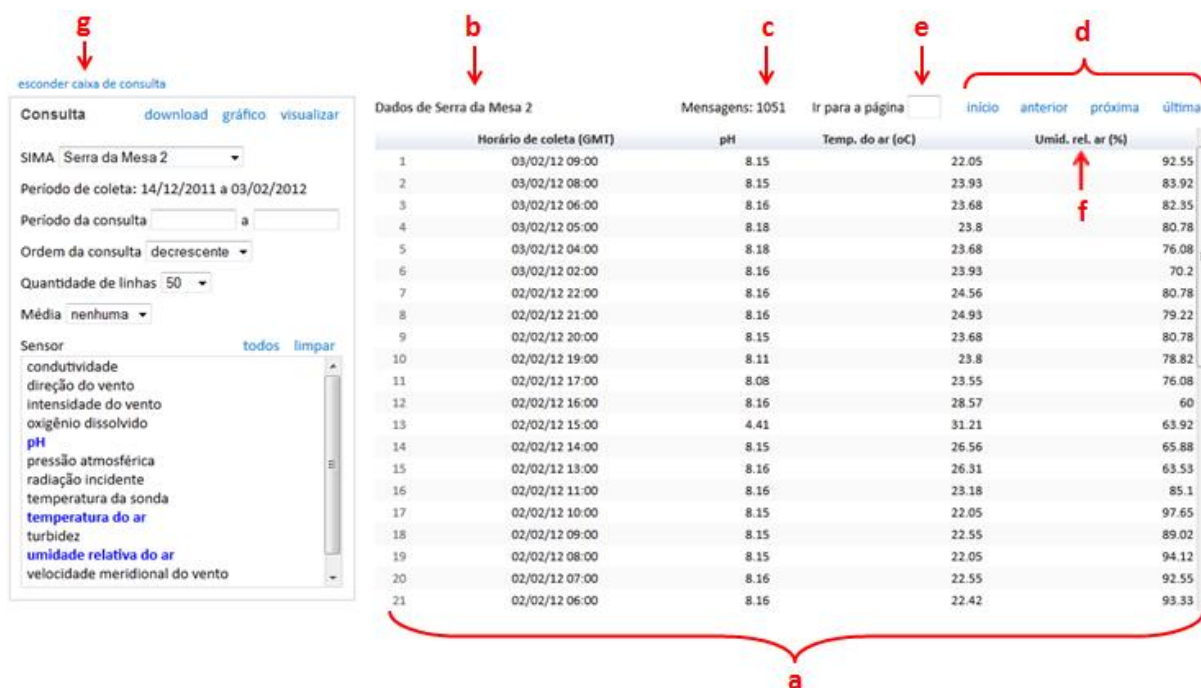 g
b
c
e
d
esconder caixa de consulta
Consulta download gráfico visualizar
SIMA Serra da Mesa 2
Período de coleta: 14/12/2011 a 03/02/2012
Período da consulta a
Ordem da consulta decrescente
Quantidade de linhas 50
Média nenhuma
Sensor todos limpar
condutividade
direção do vento
intensidade do vento
oxigênio dissolvido
pH
pressão atmosférica
radiação incidente
temperatura da sonda
temperatura do ar
turbidez
umidade relativa do ar
velocidade meridional do vento
Dados de Serra da Mesa 2 Mensagens: 1051 Ir para a página início anterior próxima última
Horário de coleta (GMT) pH Temp. do ar (oC) Umid. rel. ar (%)
f
1 03/02/12 09:00 8.15 22.05 92.55
2 03/02/12 08:00 8.15 23.93 83.92
3 03/02/12 06:00 8.16 23.68 82.35
4 03/02/12 05:00 8.18 23.8 80.78
5 03/02/12 04:00 8.18 23.68 76.08
6 03/02/12 02:00 8.16 23.93 70.2
7 02/02/12 22:00 8.16 24.56 80.78
8 02/02/12 21:00 8.16 24.93 79.22
9 02/02/12 20:00 8.15 23.68 80.78
10 02/02/12 19:00 8.11 23.8 78.82
11 02/02/12 17:00 8.08 23.55 76.08
12 02/02/12 16:00 8.16 28.57 60
13 02/02/12 15:00 4.41 31.21 63.92
14 02/02/12 14:00 8.15 26.56 65.88
15 02/02/12 13:00 8.16 26.31 63.53
16 02/02/12 11:00 8.16 23.18 85.1
17 02/02/12 10:00 8.15 22.05 97.65
18 02/02/12 09:00 8.15 22.55 89.02
19 02/02/12 08:00 8.15 22.05 94.12
20 02/02/12 07:00 8.16 22.55 92.55
21 02/02/12 06:00 8.16 22.42 93.33
a